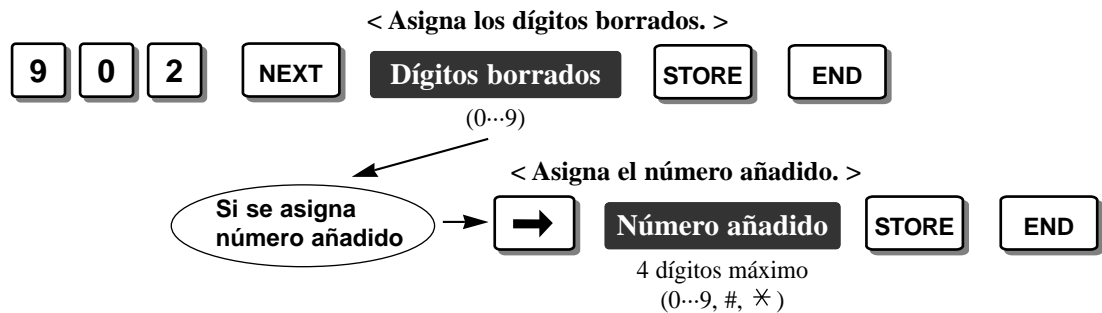 < Asigna los dígitos borrados. >
9 0 2 NEXT Dígitos borrados STORE END
(0···9)
< Asigna el número añadido. >
Si se asigna
número añadido
➞ Número añadido STORE END
4 dígitos máximo
(0···9, #, ✳)